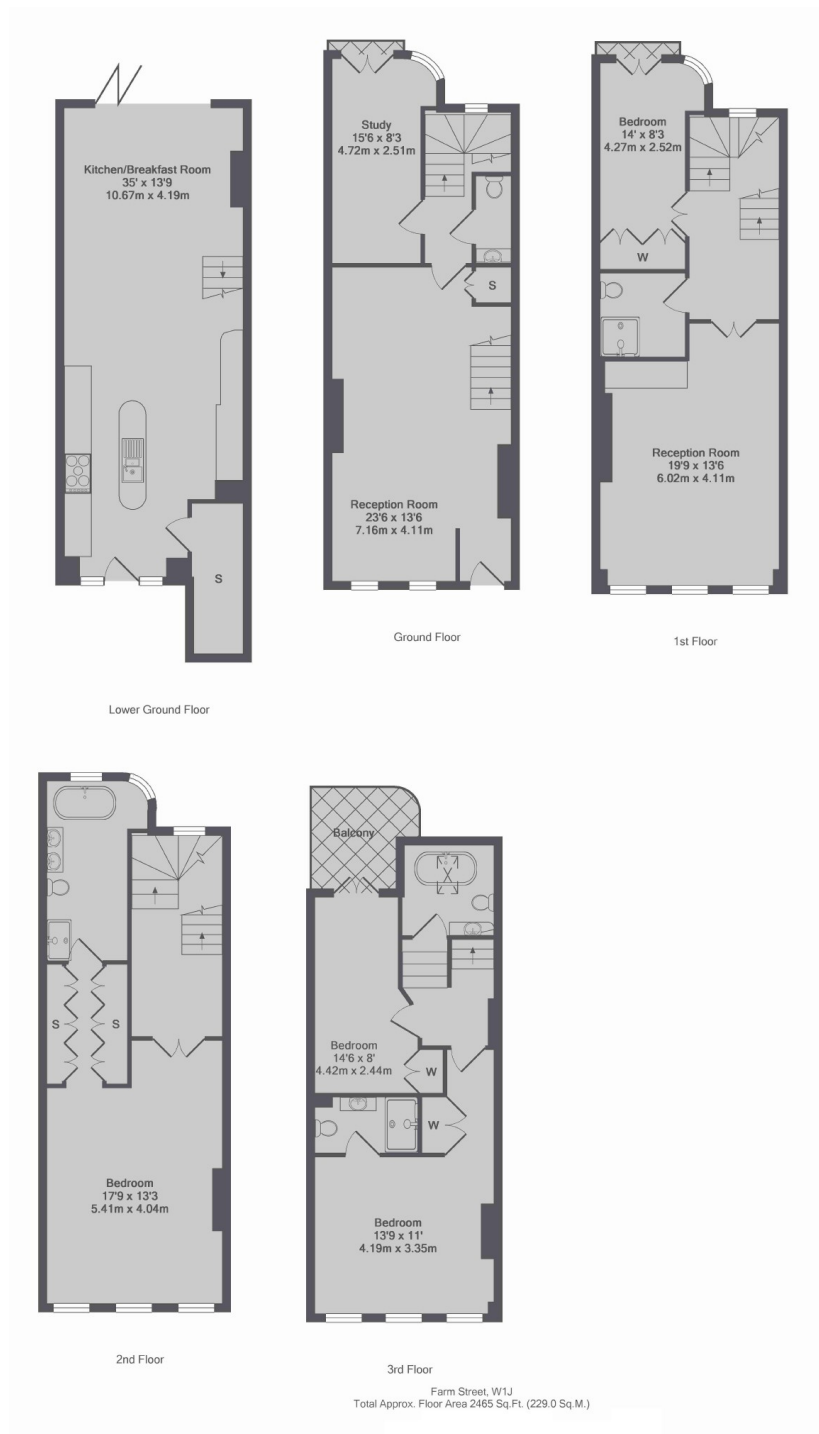 Kitchen/Breakfast Room
35' x 13'9
10.67m x 4.19m
S
Lower Ground Floor
Study
15'6 x 8'3
4.72m x 2.51m
S
Reception Room
23'6 x 13'6
7.16m x 4.11m
Ground Floor
Bedroom
14' x 8'3
4.27m x 2.52m
W
Reception Room
19'9 x 13'6
6.02m x 4.11m
1st Floor
S S
Bedroom
17'9 x 13'3
5.41m x 4.04m
2nd Floor
Balcony
Bedroom
14'6 x 8'
4.42m x 2.44m
W
W
Bedroom
13'9 x 11'
4.19m x 3.35m
3rd Floor
Farm Street, W1J
Total Approx. Floor Area 2465 Sq.Ft. (229.0 Sq.M.)